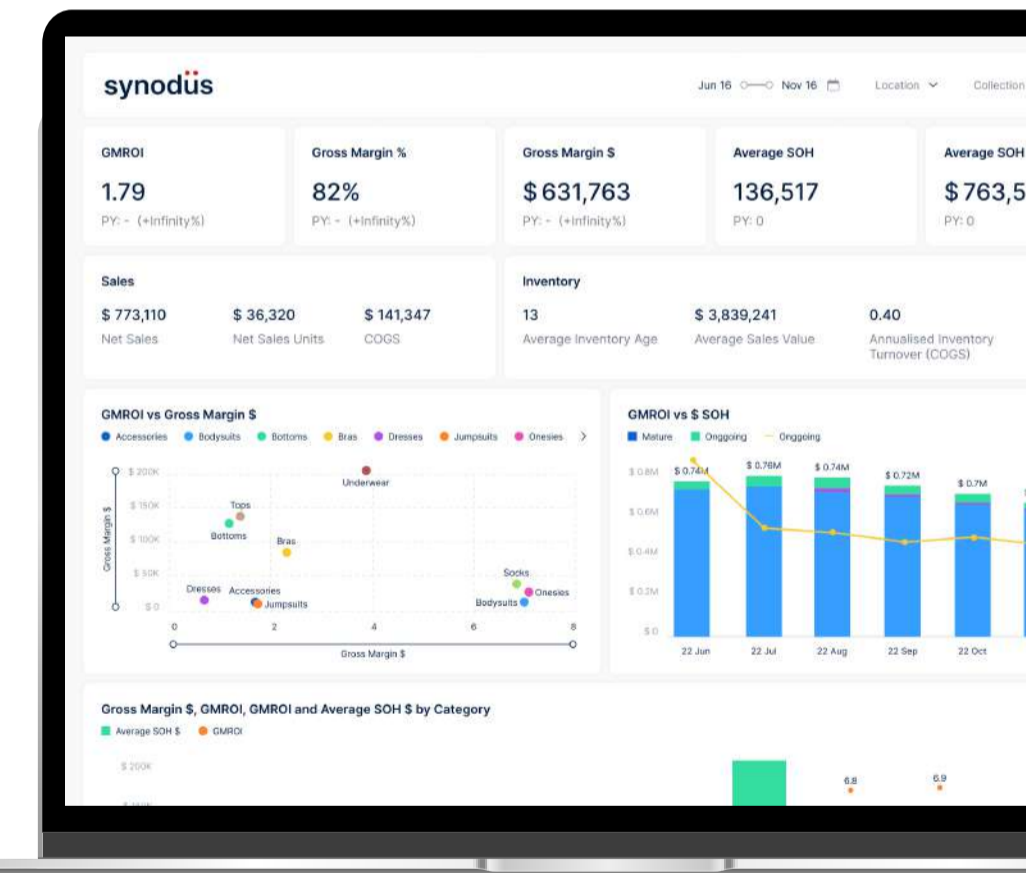 synodüs
Jun 16 Nov 16 Location Collection
GMROI
1.79
PY: - (+Infinity%)
Gross Margin %
82%
PY: - (+Infinity%)
Gross Margin $
$ 631,763
PY: - (+Infinity%)
Average SOH
136,517
PY: 0
Average SOH
$ 763,5
PY: 0
Sales
$ 773,110 $ 36,320 $ 141,347
Net Sales Net Sales Units COGS
Inventory
13 $ 3,839,241 0.40
Average Inventory Age Average Sales Value Annualised Inventory
Turnover (COGS)
GMROI vs Gross Margin $
Accessories Bodysuits Bottoms Bras Dresses Jumpsuits Onesies
Gross Margin $
$ 200K
$ 150K
$ 100K
$ 50K
$ 0
Underwear
Tops
Bottoms
Bras
Socks
Dresses Accessories
Onesies
Jumpsuits
Bodysuits
0 2 4 6 8
Gross Margin $
GMROI vs $ SOH
Mature Onggoing Onggoing
$ 0.8M
$ 0.6M
$ 0.4M
$ 0.2M
$ 0
$ 0.74M $ 0.76M $ 0.74M $ 0.72M $ 0.7M
22 Jun 22 Jul 22 Aug 22 Sep 22 Oct
Gross Margin $, GMROI, GMROI and Average SOH $ by Category
Average SOH $ GMROI
$ 200K
6.8 6.9